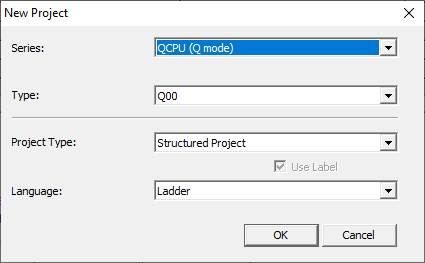 New Project
Series:
QCPU (Q mode)
Type:
Q00
Project Type:
Structured Project
Use Label
Language:
Ladder
OK
Cancel